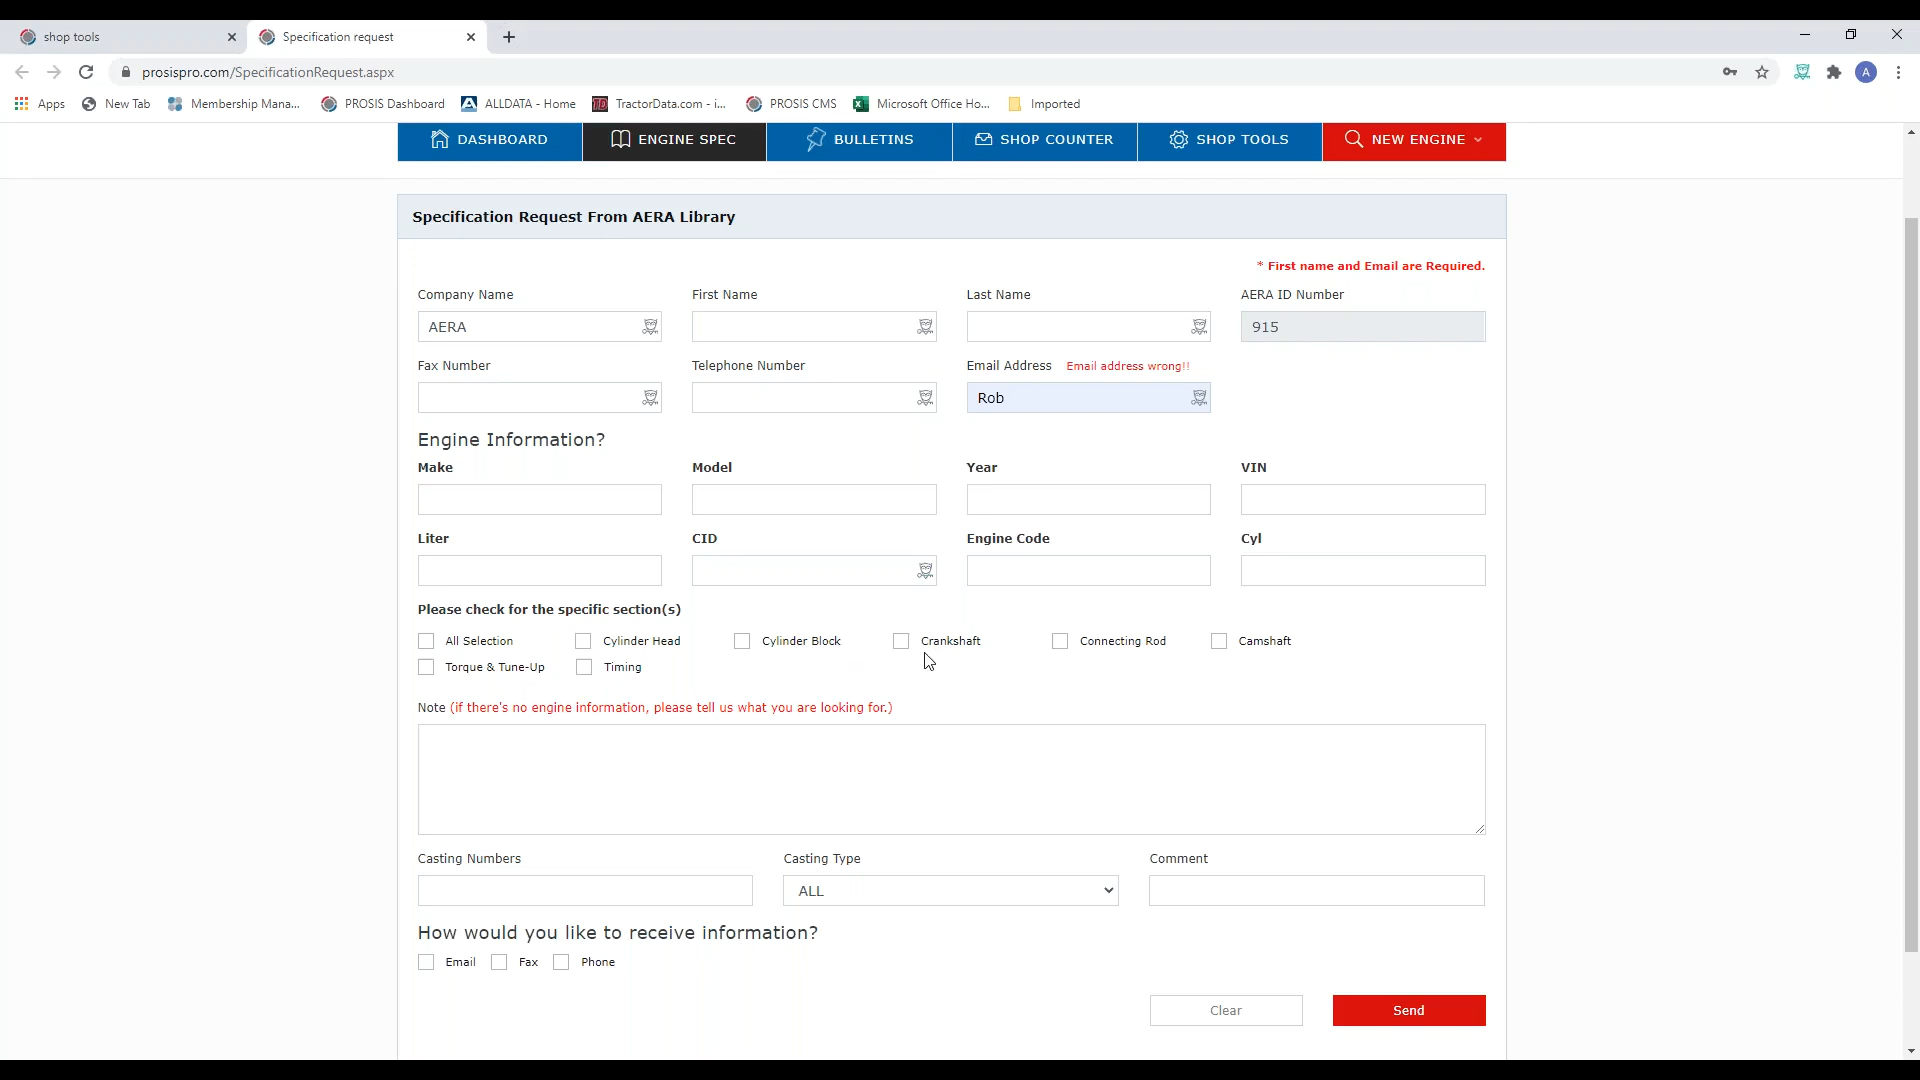 shop tools
Specification request
prosispro.com/SpecificationRequest.aspx
A
Apps
New Tab
Membership Mana...
PROSIS Dashboard
ALLDATA - Home
TD TractorData.com - i...
PROSIS CMS
Microsoft Office Ho...
Imported
DASHBOARD
ENGINE SPEC
BULLETINS
SHOP COUNTER
SHOP TOOLS
NEW ENGINE
Specification Request From AERA Library
* First name and Email are Required.
Company Name
First Name
Last Name
AERA ID Number
AERA
915
Fax Number
Telephone Number
Email Address Email address wrong!!
Rob
Engine Information?
Make
Model
Year
VIN
Liter
CID
Engine Code
Cyl
Please check for the specific section(s)
All Selection
Cylinder Head
Cylinder Block
Crankshaft
Connecting Rod
Camshaft
Torque & Tune-Up
Timing
Note (if there's no engine information, please tell us what you are looking for.)
Casting Numbers
Casting Type
Comment
ALL
How would you like to receive information?
Email
Fax
Phone
Clear
Send